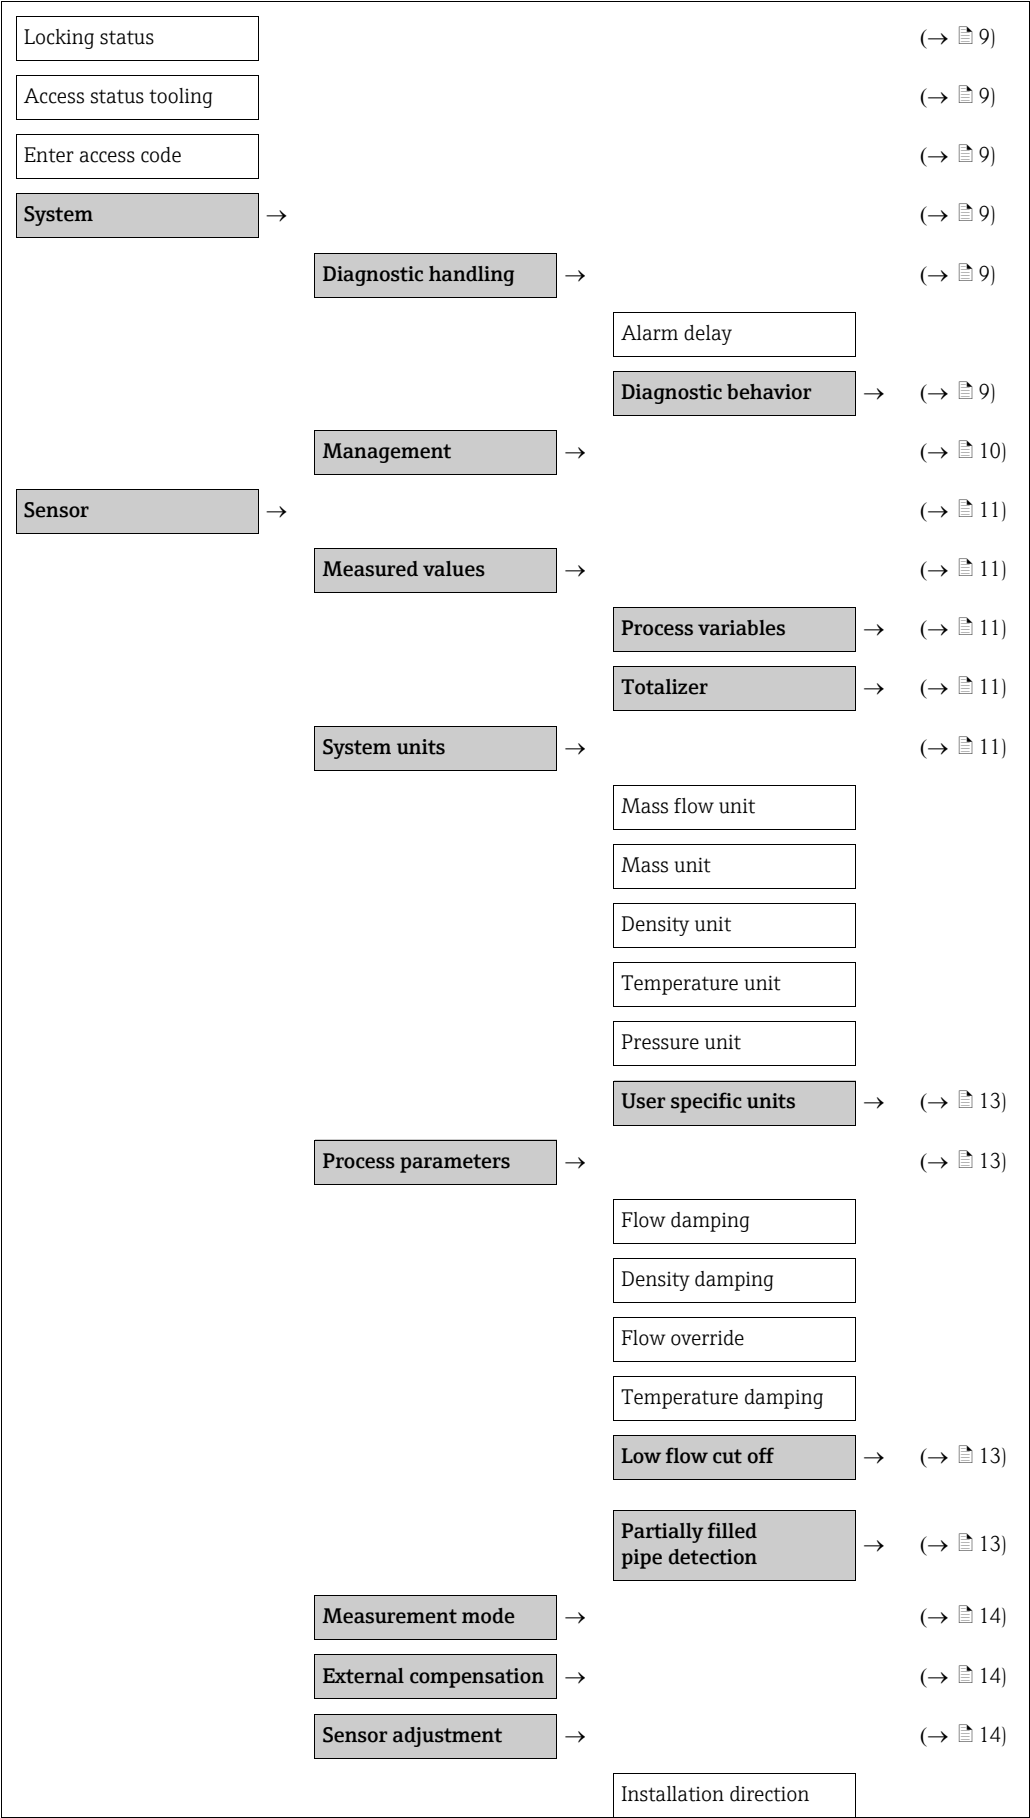 Locking status (→ 9)
Access status tooling (→ 9)
Enter access code (→ 9)
System → (→ 9)
Diagnostic handling → (→ 9)
Alarm delay
Diagnostic behavior → (→ 9)
Management → (→ 10)
Sensor → (→ 11)
Measured values → (→ 11)
Process variables → (→ 11)
Totalizer → (→ 11)
System units → (→ 11)
Mass flow unit
Mass unit
Density unit
Temperature unit
Pressure unit
User specific units → (→ 13)
Process parameters → (→ 13)
Flow damping
Density damping
Flow override
Temperature damping
Low flow cut off → (→ 13)
Partially filled
pipe detection → (→ 13)
Measurement mode → (→ 14)
External compensation → (→ 14)
Sensor adjustment → (→ 14)
Installation direction